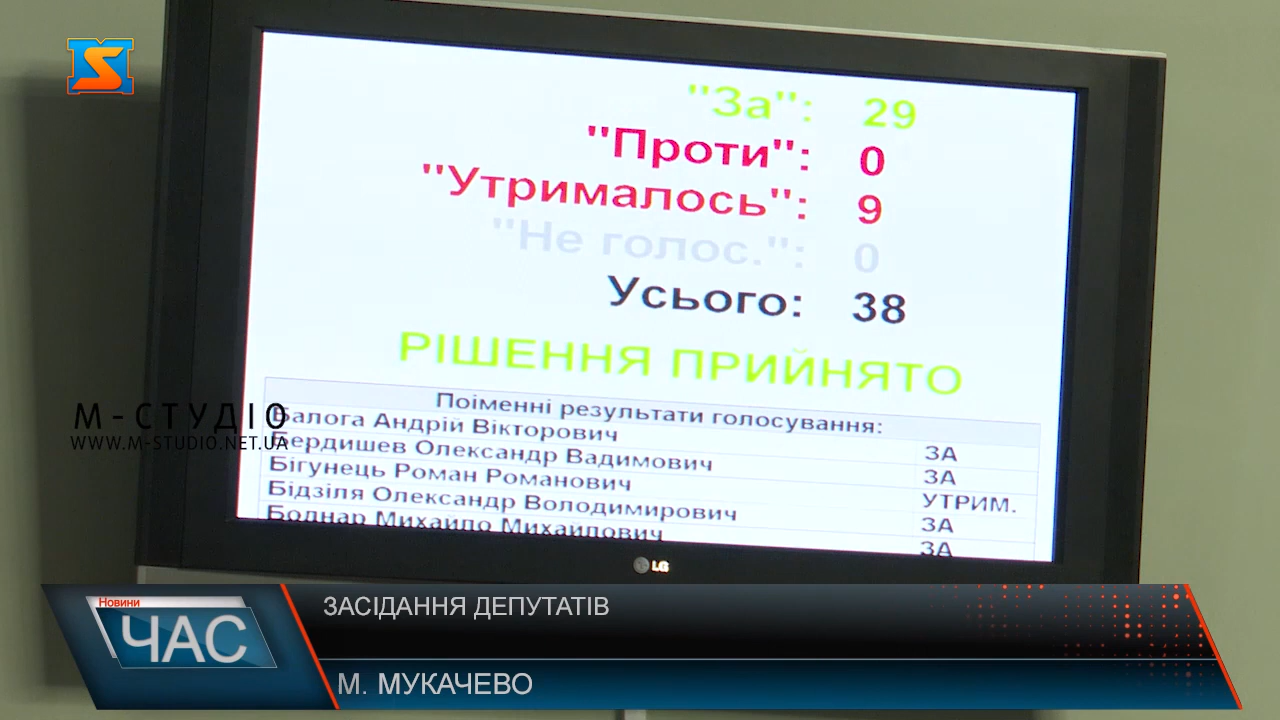 "За": 29
"Проти": 0
"Утрималось": 9
"Не голос.": 0
Усього: 38
РІШЕННЯ ПРИЙНЯТО
Поіменні результати голосування:
Балога Андрій Вікторович ЗА
Бердишев Олександр Вадимович ЗА
Бігунець Роман Романович УТРИМ.
Бідзіля Олександр Володимирович ЗА
Боднар Михайло Михайлович ЗА
LG
М-СТУДІО
WWW.M-STUDIO.NET.UA
Новини
ЧАС
ЗАСІДАННЯ ДЕПУТАТІВ
М. МУКАЧЕВО